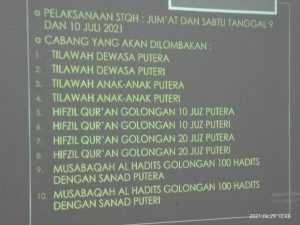 PELAKSANAAN STQH : JUM'AT DAN SABTU TANGGAL 9
DAN 10 JULI 2021
CABANG YANG AKAN DILOMBAKAN :
1. TILAWAH DEWASA PUTERA
2. TILAWAH DEWASA PUTERI
3. TILAWAH ANAK-ANAK PUTERA
4. TILAWAH ANAK-ANAK PUTERI
5. HIFZIL QUR'AN GOLONGAN 10 JUZ PUTERA
6. HIFZIL QUR'AN GOLONGAN 10 JUZ PUTERI
7. HIFZIL QUR'AN GOLONGAN 20 JUZ PUTERA
8. HIFZIL QUR'AN GOLONGAN 20 JUZ PUTERI
9. MUSABAQAH AL HADITS GOLONGAN 100 HADITS
DENGAN SANAD PUTERA
10. MUSABAQAH AL HADITS GOLONGAN 100 HADITS
DENGAN SANAD PUTERI